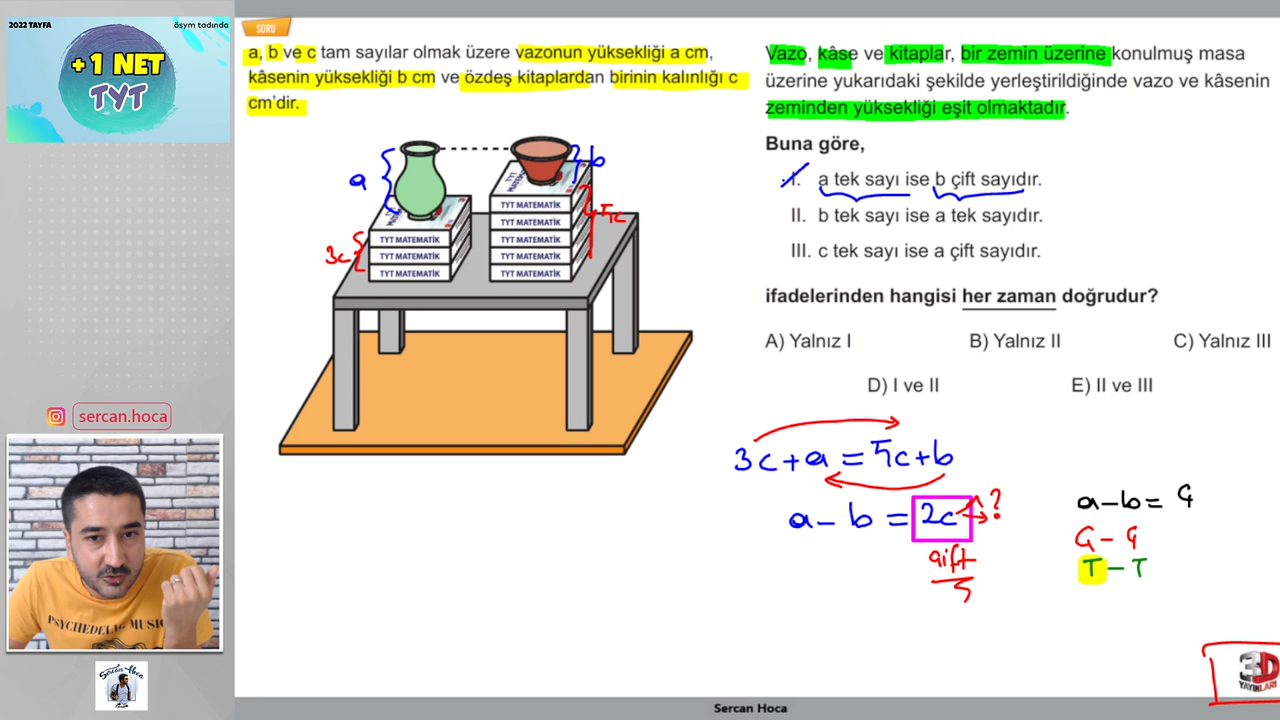 2022 TAYFA
ösym tadında
+1 NET
TYT
sercan.hoca
PSYCHEDELIC MUSIC
Sercan Hoca
SORU
a, b ve c tam sayılar olmak üzere vazonun yüksekliği a cm,
kâsenin yüksekliği b cm ve özdeş kitaplardan birinin kalınlığı c
cm'dir.
a
b
3c
5c
TYT MATEMATİK
TYT MATEMATİK
TYT MATEMATİK
TYT MATEMATİK
TYT MATEMATİK
TYT MATEMATİK
TYT MATEMATİK
TYT MATEMATİK
Vazo, kâse ve kitaplar, bir zemin üzerine konulmuş masa
üzerine yukarıdaki şekilde yerleştirildiğinde vazo ve kâsenin
zeminden yüksekliği eşit olmaktadır.
Buna göre,
I. a tek sayı ise b çift sayıdır.
II. b tek sayı ise a tek sayıdır.
III. c tek sayı ise a çift sayıdır.
ifadelerinden hangisi her zaman doğrudur?
A) Yalnız I
B) Yalnız II
C) Yalnız III
D) I ve II
E) II ve III
3c+a=5c+b
a-b=2c ?
çift
a-b=Ç
Ç-Ç
T-T
3D
YAYINLARI
Sercan Hoca